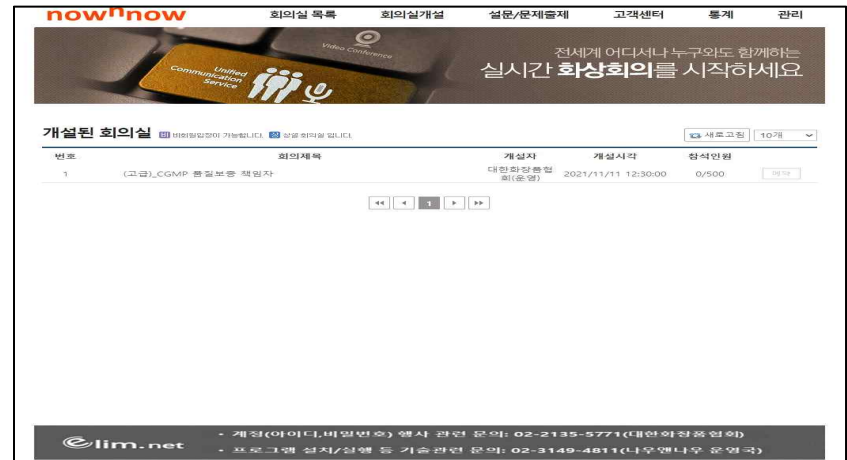 nownnow
회의실 목록 회의실개설 설문/문제출제 고객센터 통계 관리
Video Conference
Unified Communication Service
전세계 어디서나 누구와도 함께하는
실시간 화상회의를 시작하세요
개설된 회의실 비 비회원입장이 가능합니다. 상 상설 회의실 입니다. 새로고침 10개
번호 회의제목 개설자 개설시각 참석인원
1 (고급)_CGMP 품질보증 책임자 대한화장품협회(운영) 2021/11/11 12:30:00 0/500 예약
1
elim.net
• 계정(아이디,비밀번호) 행사 관련 문의: 02-2135-5771(대한화장품협회)
• 프로그램 설치/실행 등 기술관련 문의: 02-3149-4811(나우앤나우 운영국)